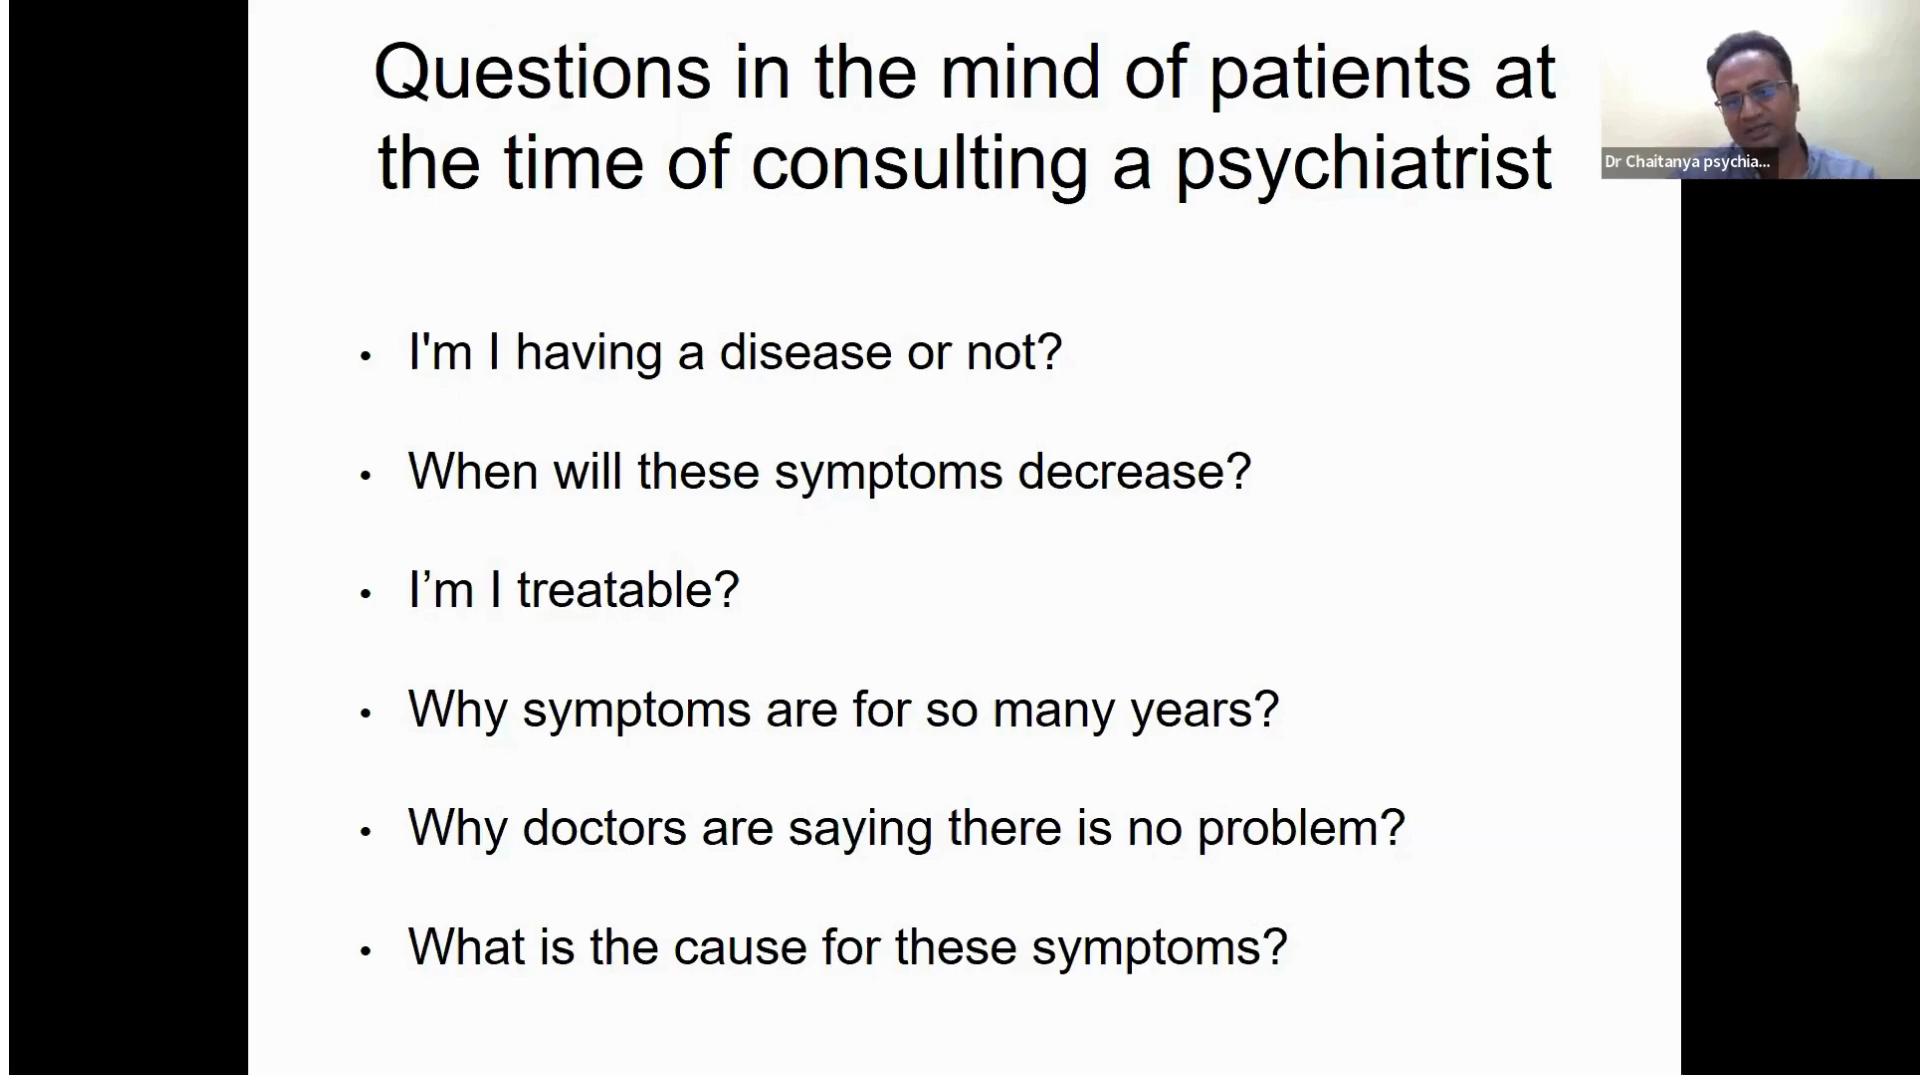 Questions in the mind of patients at
the time of consulting a psychiatrist
Dr Chaitanya psychia...
• I'm I having a disease or not?
• When will these symptoms decrease?
• I’m I treatable?
• Why symptoms are for so many years?
• Why doctors are saying there is no problem?
• What is the cause for these symptoms?